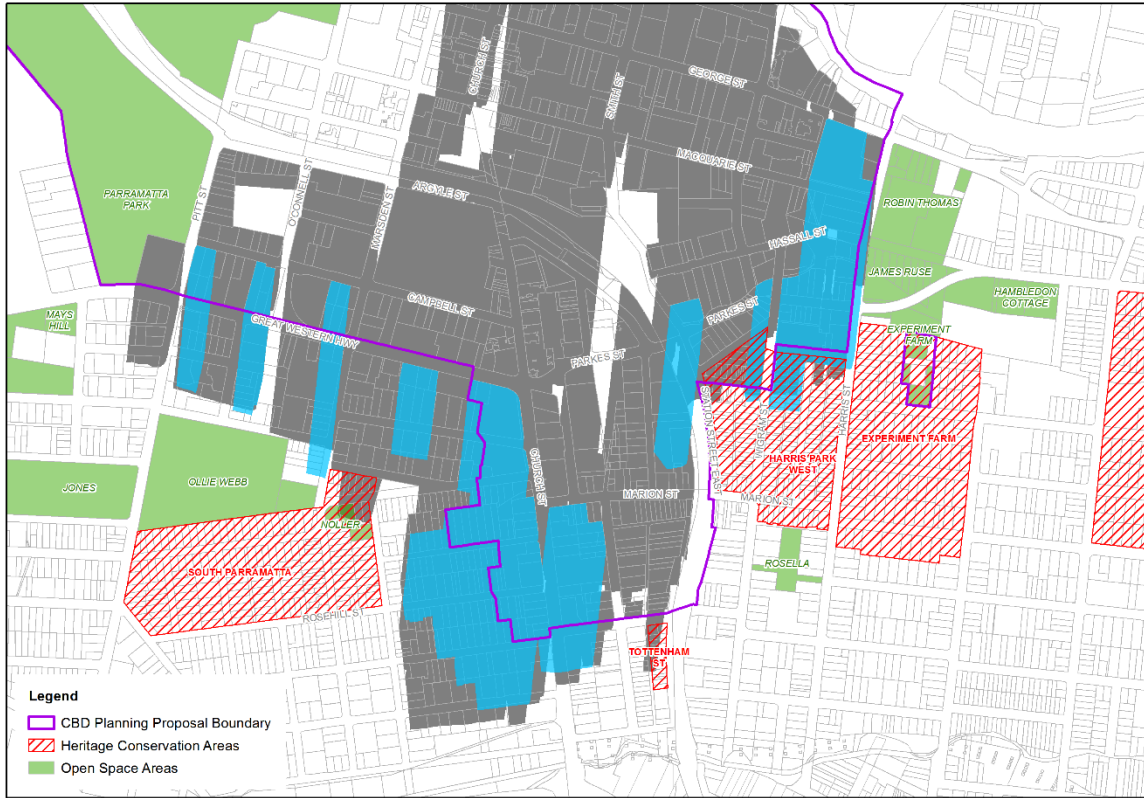 CHURCH ST
SMITH ST
GEORGE ST
MACQUARIE ST
ARGYLE ST
O'CONNELL ST
MARSDEN ST
PITT ST
PARRAMATTA
PARK
ROBIN THOMAS
HASSALL ST
JAMES RUSE
HAMBLEDON
COTTAGE
CAMPBELL ST
PARKES ST
MAYS
HILL
GREAT WESTERN HWY
EXPERIMENT
FARM
PARKES ST
STATION STREET EAST
WIGRAM ST
HARRIS ST
EXPERIMENT FARM
HARRIS PARK
WEST
CHURCH ST
MARION ST
MARION ST
JONES
OLLIE WEBB
NOLLER
ROSELLA
SOUTH PARRAMATTA
ROSEHILL ST
TOTTENHAM
ST
Legend
CBD Planning Proposal Boundary
Heritage Conservation Areas
Open Space Areas